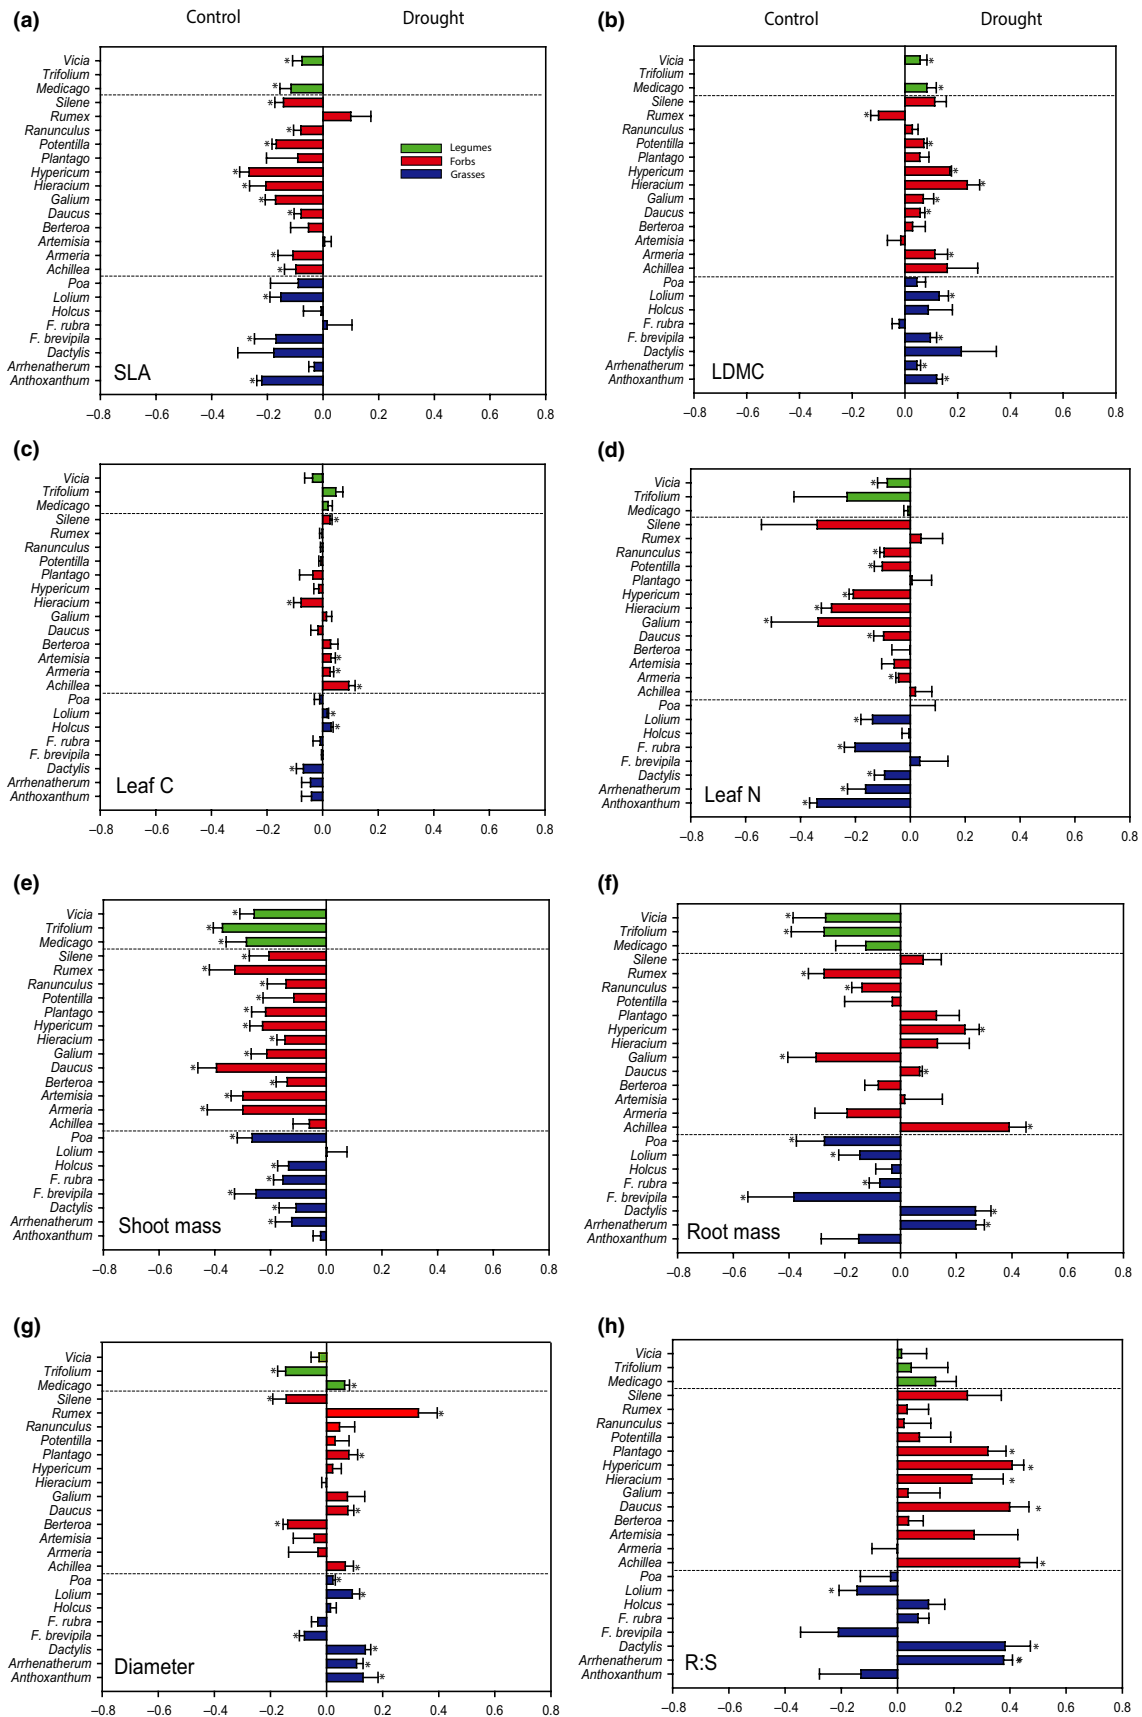 (a) Control Drought
Vicia
Trifolium
Medicago
Silene
Rumex
Ranunculus
Potentilla
Plantago
Hypericum
Hieracium
Galium
Daucus
Berteroa
Artemisia
Armeria
Achillea
Poa
Lolium
Holcus
F. rubra
F. brevipila
Dactylis
Arrhenatherum
Anthoxanthum
Legumes
Forbs
Grasses
SLA
–0.8 –0.6 –0.4 –0.2 0.0 0.2 0.4 0.6 0.8
(b) Control Drought
Vicia
Trifolium
Medicago
Silene
Rumex
Ranunculus
Potentilla
Plantago
Hypericum
Hieracium
Galium
Daucus
Berteroa
Artemisia
Armeria
Achillea
Poa
Lolium
Holcus
F. rubra
F. brevipila
Dactylis
Arrhenatherum
Anthoxanthum
LDMC
–0.8 –0.6 –0.4 –0.2 0.0 0.2 0.4 0.6 0.8
(c)
Vicia
Trifolium
Medicago
Silene
Rumex
Ranunculus
Potentilla
Plantago
Hypericum
Hieracium
Galium
Daucus
Berteroa
Artemisia
Armeria
Achillea
Poa
Lolium
Holcus
F. rubra
F. brevipila
Dactylis
Arrhenatherum
Anthoxanthum
Leaf C
–0.8 –0.6 –0.4 –0.2 0.0 0.2 0.4 0.6 0.8
(d)
Vicia
Trifolium
Medicago
Silene
Rumex
Ranunculus
Potentilla
Plantago
Hypericum
Hieracium
Galium
Daucus
Berteroa
Artemisia
Armeria
Achillea
Poa
Lolium
Holcus
F. rubra
F. brevipila
Dactylis
Arrhenatherum
Anthoxanthum
Leaf N
–0.8 –0.6 –0.4 –0.2 0.0 0.2 0.4 0.6 0.8
(e)
Vicia
Trifolium
Medicago
Silene
Rumex
Ranunculus
Potentilla
Plantago
Hypericum
Hieracium
Galium
Daucus
Berteroa
Artemisia
Armeria
Achillea
Poa
Lolium
Holcus
F. rubra
F. brevipila
Dactylis
Arrhenatherum
Anthoxanthum
Shoot mass
–0.8 –0.6 –0.4 –0.2 0.0 0.2 0.4 0.6 0.8
(f)
Vicia
Trifolium
Medicago
Silene
Rumex
Ranunculus
Potentilla
Plantago
Hypericum
Hieracium
Galium
Daucus
Berteroa
Artemisia
Armeria
Achillea
Poa
Lolium
Holcus
F. rubra
F. brevipila
Dactylis
Arrhenatherum
Anthoxanthum
Root mass
–0.8 –0.6 –0.4 –0.2 0.0 0.2 0.4 0.6 0.8
(g)
Vicia
Trifolium
Medicago
Silene
Rumex
Ranunculus
Potentilla
Plantago
Hypericum
Hieracium
Galium
Daucus
Berteroa
Artemisia
Armeria
Achillea
Poa
Lolium
Holcus
F. rubra
F. brevipila
Dactylis
Arrhenatherum
Anthoxanthum
Diameter
–0.8 –0.6 –0.4 –0.2 0.0 0.2 0.4 0.6 0.8
(h)
Vicia
Trifolium
Medicago
Silene
Rumex
Ranunculus
Potentilla
Plantago
Hypericum
Hieracium
Galium
Daucus
Berteroa
Artemisia
Armeria
Achillea
Poa
Lolium
Holcus
F. rubra
F. brevipila
Dactylis
Arrhenatherum
Anthoxanthum
R:S
–0.8 –0.6 –0.4 –0.2 0.0 0.2 0.4 0.6 0.8